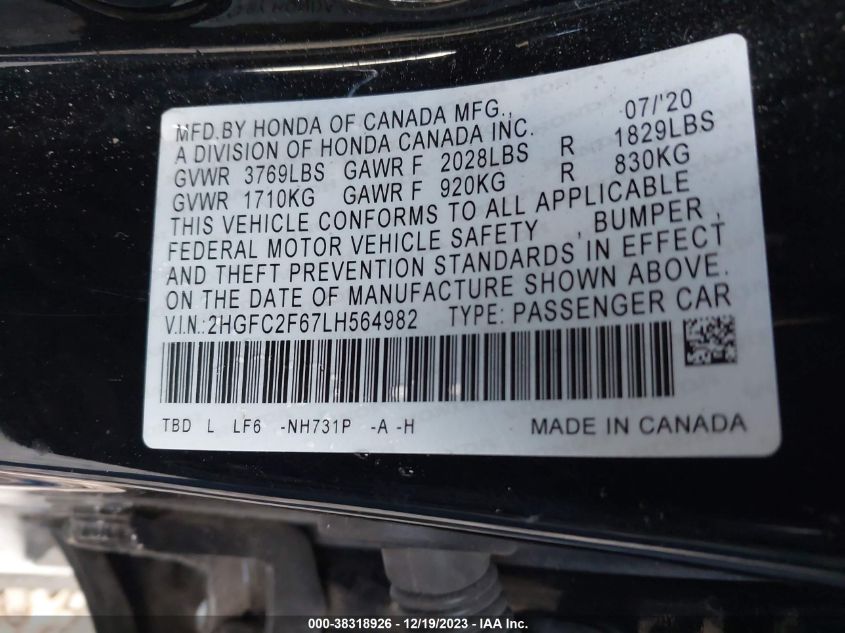 MFD.BY HONDA OF CANADA MFG., 07/'20
A DIVISION OF HONDA CANADA INC.
GVWR 3769LBS GAWR F 2028LBS R 1829LBS
GVWR 1710KG GAWR F 920KG R 830KG
THIS VEHICLE CONFORMS TO ALL APPLICABLE
FEDERAL MOTOR VEHICLE SAFETY , BUMPER ,
AND THEFT PREVENTION STANDARDS IN EFFECT
ON THE DATE OF MANUFACTURE SHOWN ABOVE.
V.I.N.:2HGFC2F67LH564982 TYPE: PASSENGER CAR
TBD L LF6 -NH731P -A -H MADE IN CANADA
000-38318926 - 12/19/2023 - IAA Inc.